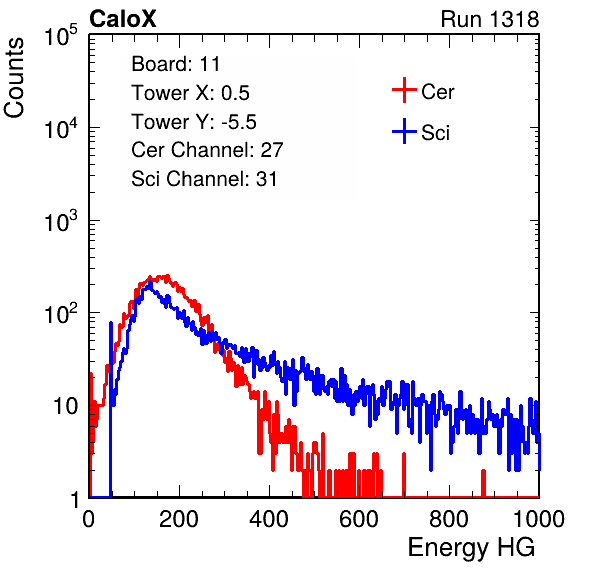 CaloX Run 1318
Counts
10^5
10^4
10^3
10^2
10
1
Board: 11
Tower X: 0.5
Tower Y: -5.5
Cer Channel: 27
Sci Channel: 31
Cer
Sci
0 200 400 600 800 1000
Energy HG